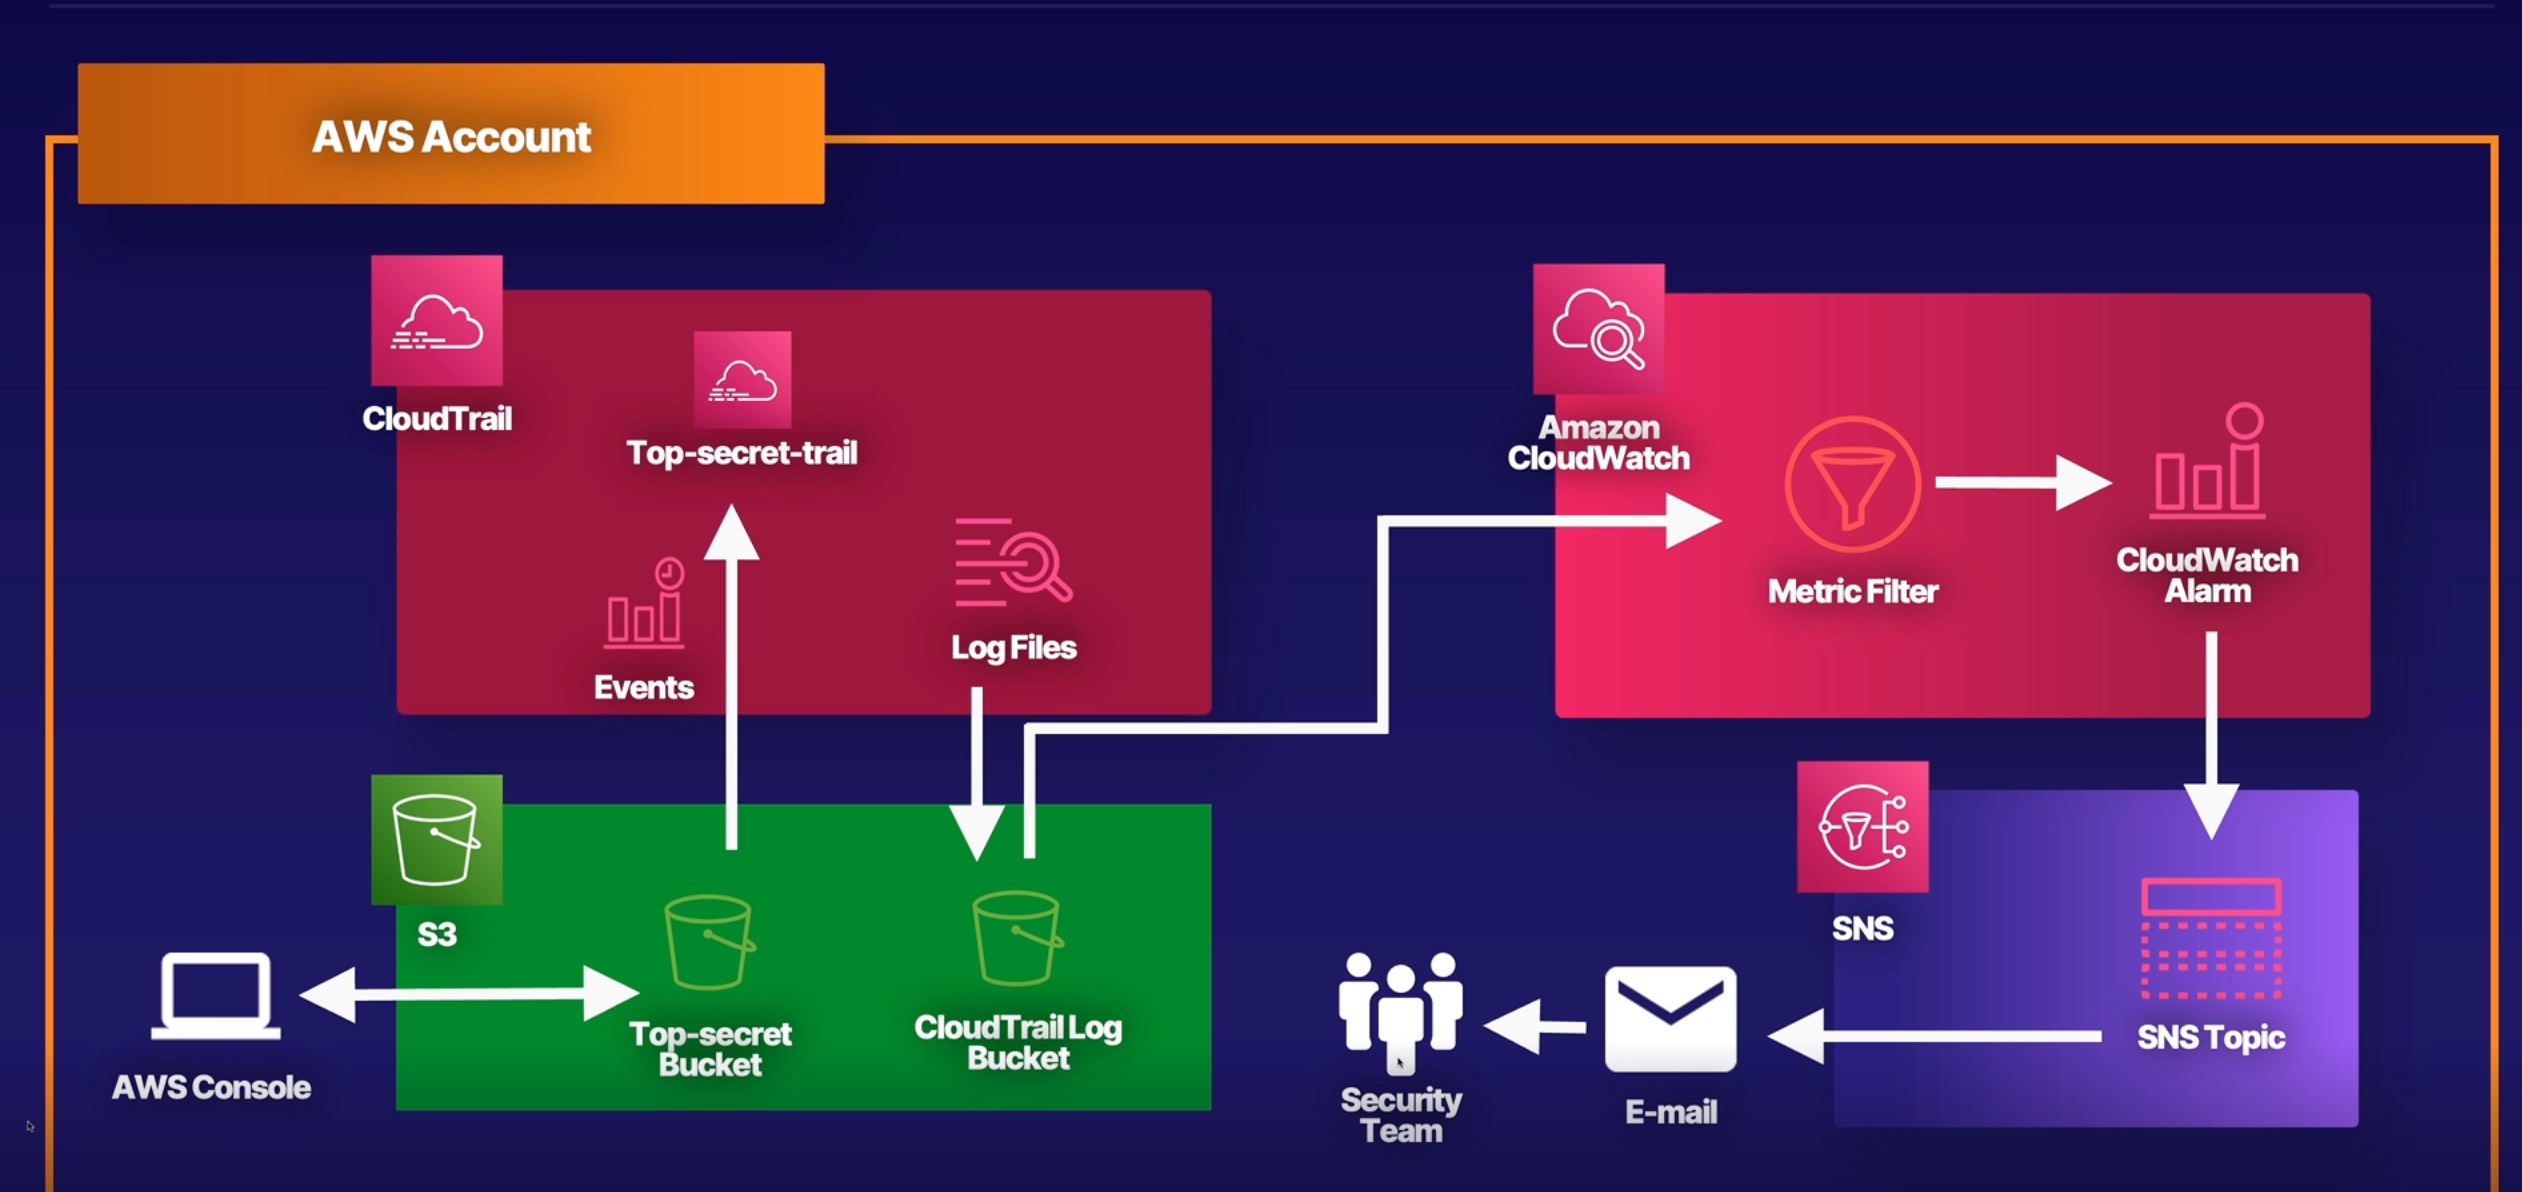 AWS Account
CloudTrail
Top-secret-trail
Events
Log Files
Amazon
CloudWatch
Metric Filter
CloudWatch
Alarm
S3
Top-secret
Bucket
CloudTrail Log
Bucket
AWS Console
SNS
SNS Topic
E-mail
Security
Team